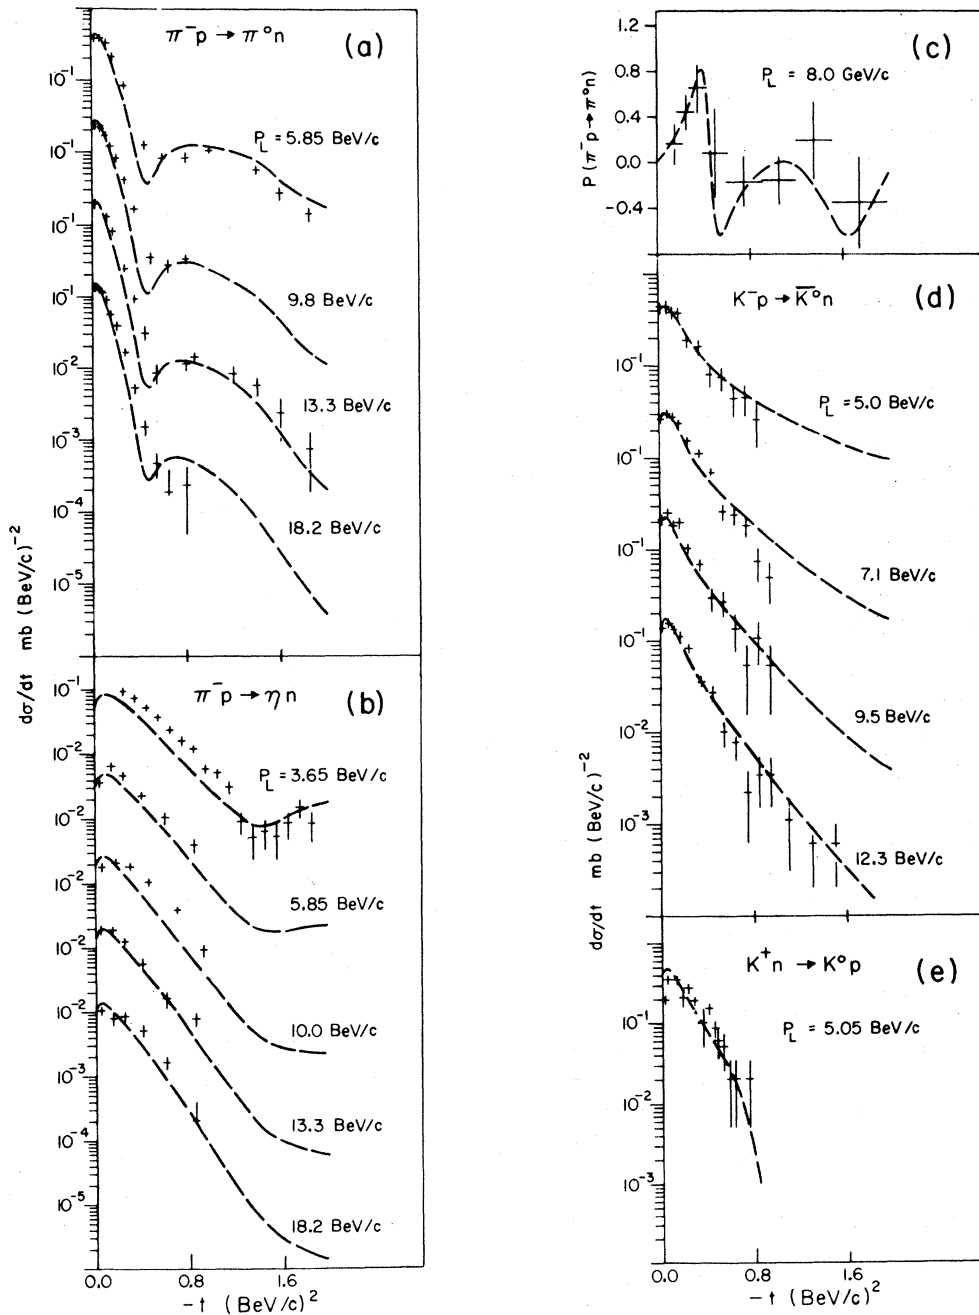 π⁻p → π°n
(a)
10⁻¹
P_L = 5.85 BeV/c
10⁻¹
9.8 BeV/c
10⁻¹
10⁻²
13.3 BeV/c
10⁻³
10⁻⁴
18.2 BeV/c
10⁻⁵
dσ/dt mb (BeV/c)⁻²
π⁻p → ηn
(b)
10⁻¹
10⁻²
P_L = 3.65 BeV/c
10⁻²
5.85 BeV/c
10⁻²
10.0 BeV/c
10⁻²
10⁻²
10⁻³
13.3 BeV/c
10⁻⁴
10⁻⁵
18.2 BeV/c
0.0 0.8 1.6
-t (BeV/c)²
(c)
P(π⁻p → π°n)
1.2
0.8
0.4
0.0
-0.4
P_L = 8.0 GeV/c
K⁻p → K̅°n
(d)
10⁻¹
P_L = 5.0 BeV/c
10⁻¹
7.1 BeV/c
10⁻¹
10⁻¹
9.5 BeV/c
10⁻²
10⁻³
12.3 BeV/c
dσ/dt mb (BeV/c)⁻²
K⁺n → K°p
(e)
10⁻¹
P_L = 5.05 BeV/c
10⁻²
10⁻³
0.0 0.8 1.6
-t (BeV/c)²